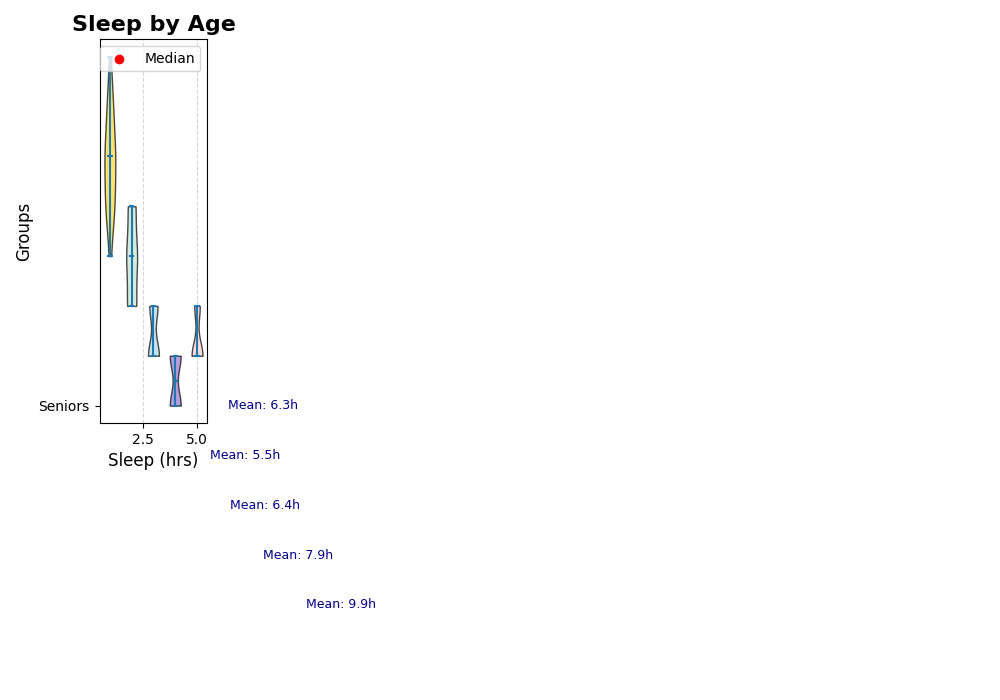 Sleep by Age
Median
Groups
Seniors
2.5 5.0
Sleep (hrs)
Mean: 6.3h
Mean: 5.5h
Mean: 6.4h
Mean: 7.9h
Mean: 9.9h